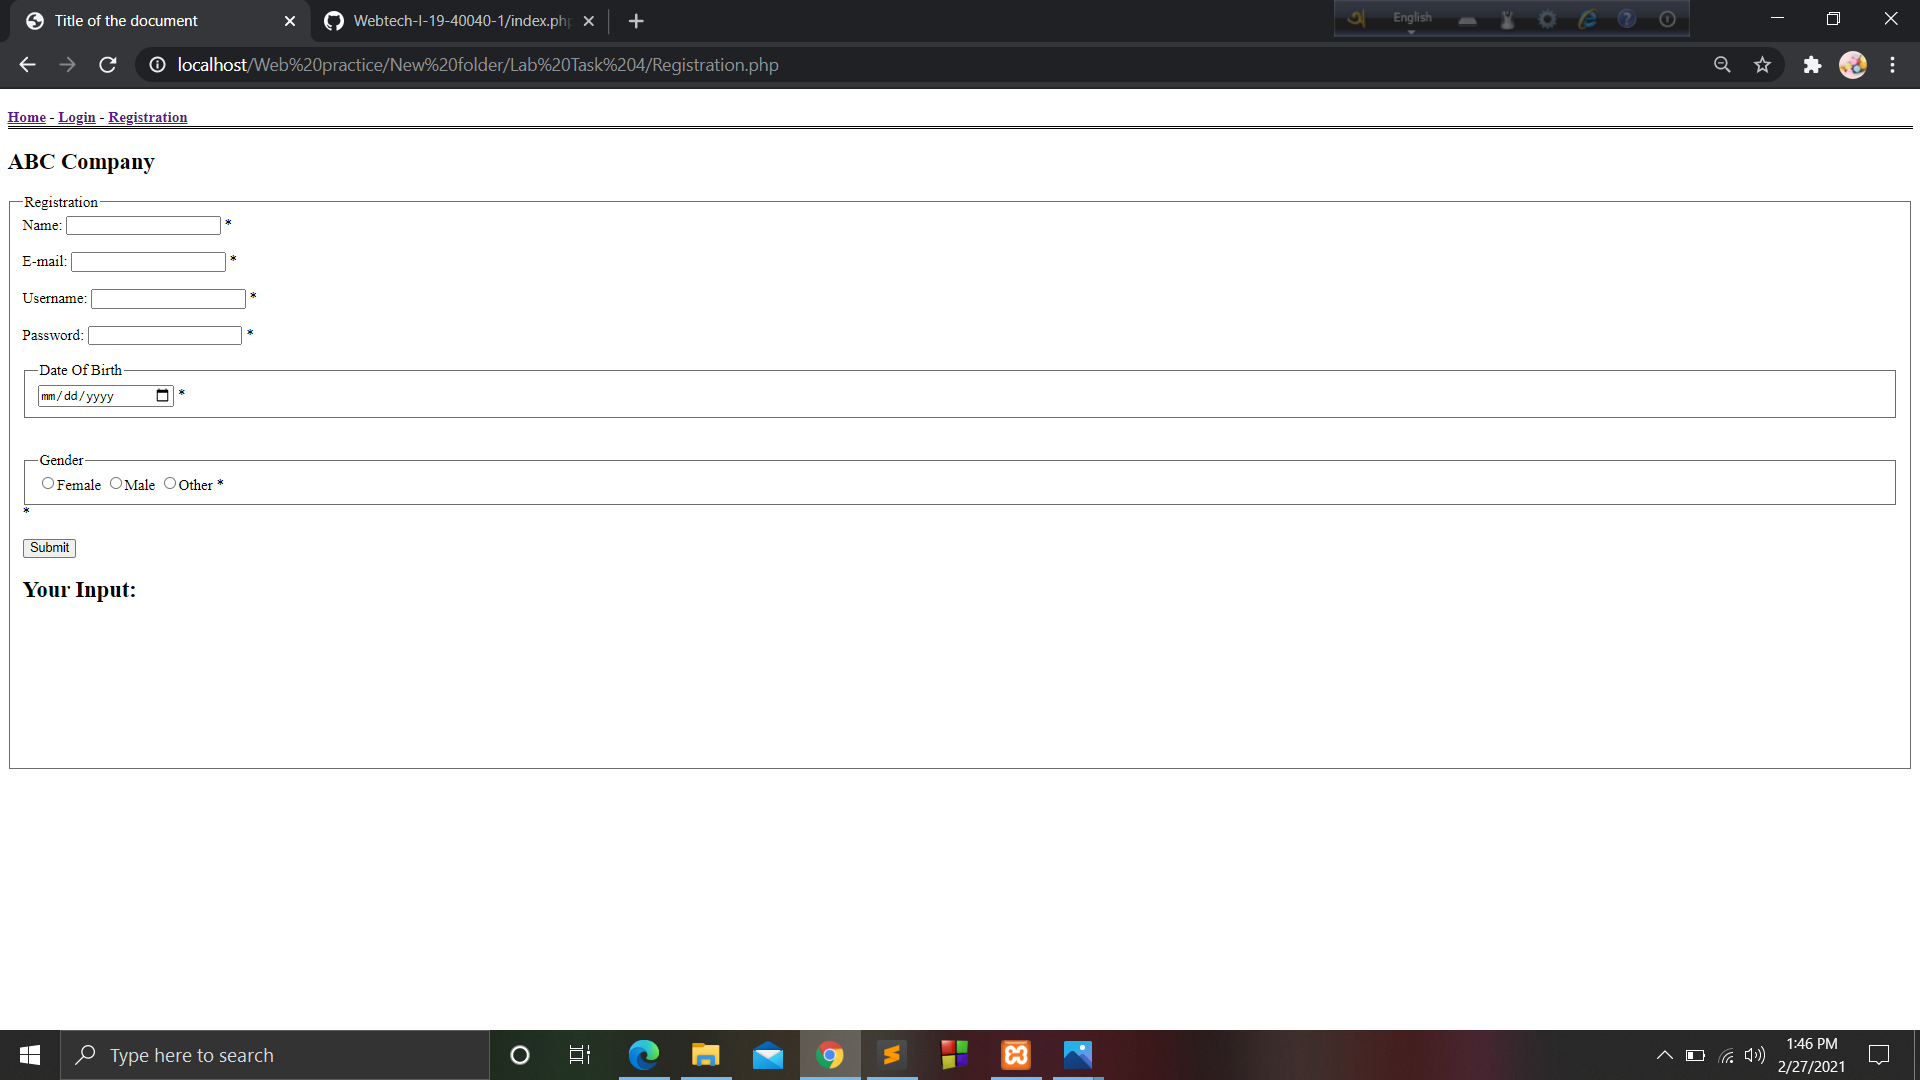 Title of the document
Webtech-I-19-40040-1/index.ph
English
localhost/Web%20practice/New%20folder/Lab%20Task%204/Registration.php
Home - Login - Registration
ABC Company
Registration
Name: *
E-mail: *
Username: *
Password: *
Date Of Birth
mm/dd/yyyy *
Gender
Female Male Other *
*
Submit
Your Input:
Type here to search
1:46 PM
2/27/2021